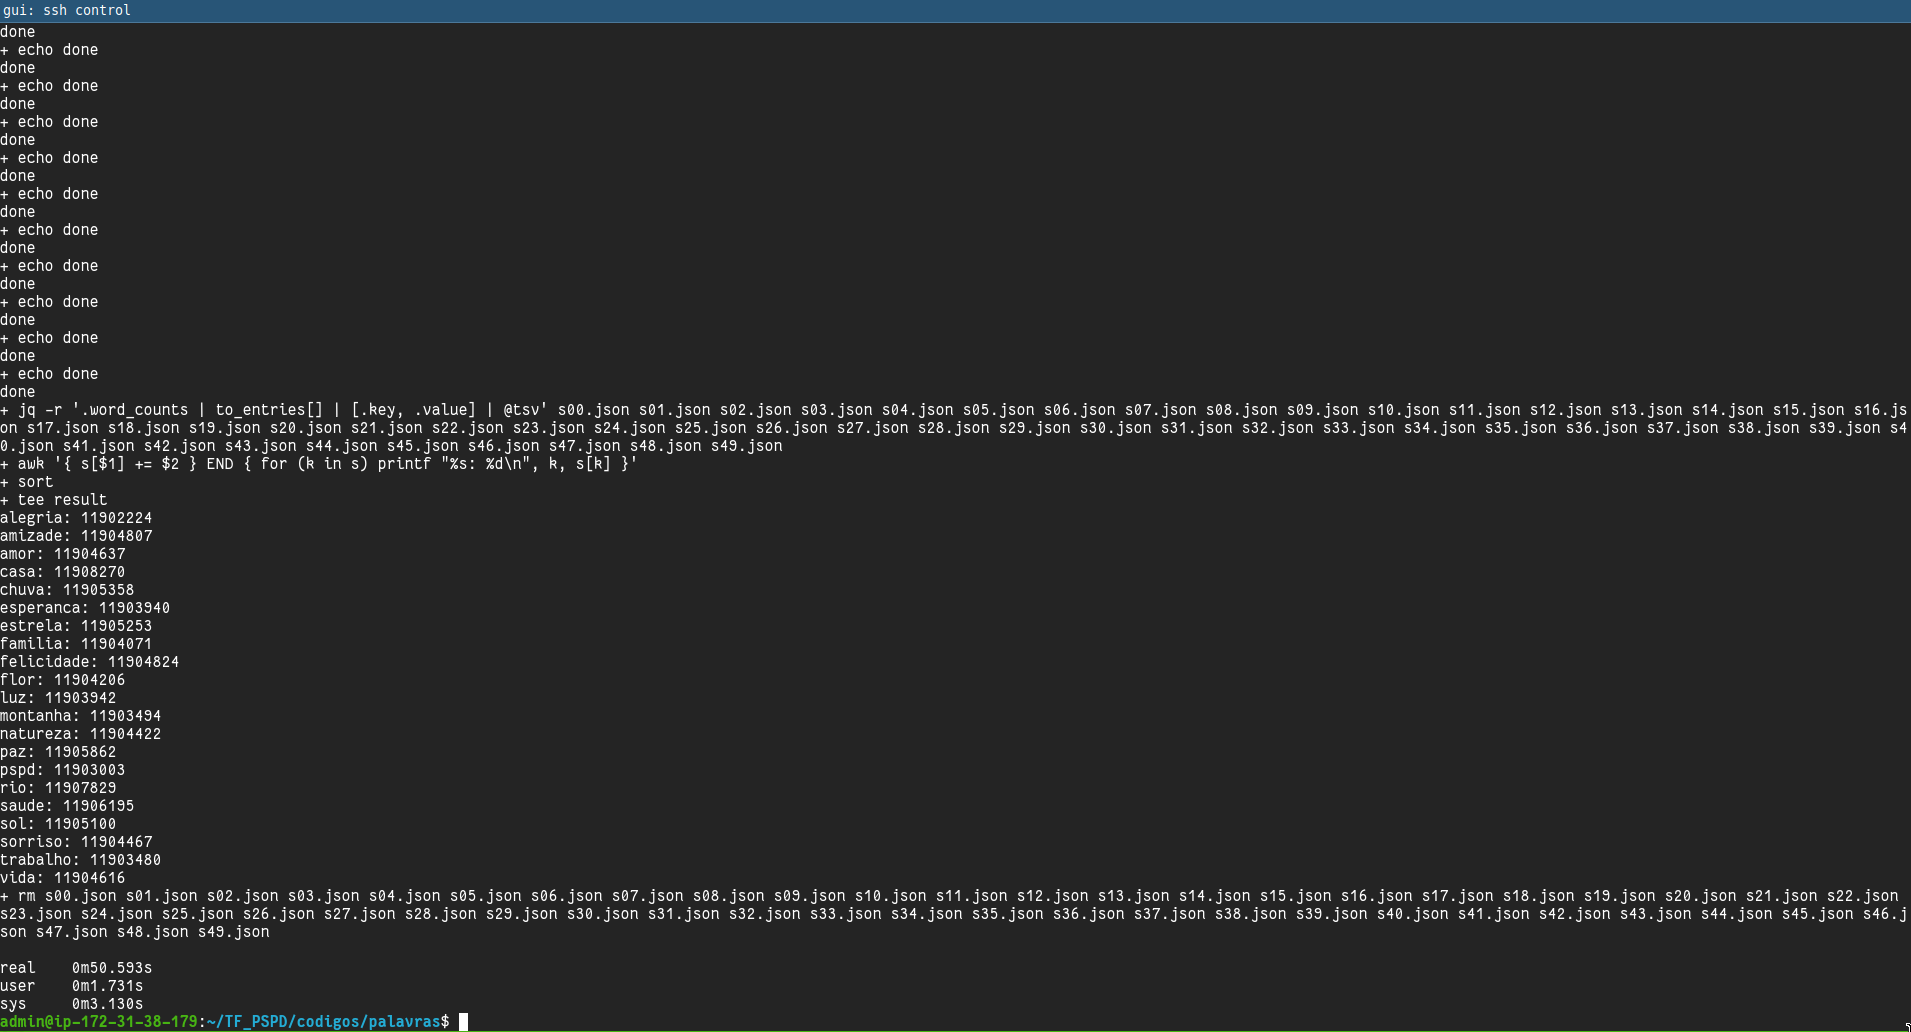 gui: ssh control
done
+ echo done
done
+ echo done
done
+ echo done
done
+ echo done
done
+ echo done
done
+ echo done
done
+ echo done
done
+ echo done
done
+ echo done
done
+ echo done
done
+ jq -r '.word_counts | to_entries[] | [.key, .value] | @tsv' s00.json s01.json s02.json s03.json s04.json s05.json s06.json s07.json s08.json s09.json s10.json s11.json s12.json s13.json s14.json s15.json s16.js
on s17.json s18.json s19.json s20.json s21.json s22.json s23.json s24.json s25.json s26.json s27.json s28.json s29.json s30.json s31.json s32.json s33.json s34.json s35.json s36.json s37.json s38.json s39.json s4
0.json s41.json s42.json s43.json s44.json s45.json s46.json s47.json s48.json s49.json
+ awk '{ s[$1] += $2 } END { for (k in s) printf "%s: %d\n", k, s[k] }'
+ sort
+ tee result
alegria: 11902224
amizade: 11904807
amor: 11904637
casa: 11908270
chuva: 11905358
esperanca: 11903940
estrela: 11905253
familia: 11904071
felicidade: 11904824
flor: 11904206
luz: 11903942
montanha: 11903494
natureza: 11904422
paz: 11905862
pspd: 11903003
rio: 11907829
saude: 11906195
sol: 11905100
sorriso: 11904467
trabalho: 11903480
vida: 11904616
+ rm s00.json s01.json s02.json s03.json s04.json s05.json s06.json s07.json s08.json s09.json s10.json s11.json s12.json s13.json s14.json s15.json s16.json s17.json s18.json s19.json s20.json s21.json s22.json
s23.json s24.json s25.json s26.json s27.json s28.json s29.json s30.json s31.json s32.json s33.json s34.json s35.json s36.json s37.json s38.json s39.json s40.json s41.json s42.json s43.json s44.json s45.json s46.j
son s47.json s48.json s49.json
real 0m50.593s
user 0m1.731s
sys 0m3.130s
admin@ip-172-31-38-179:~/TF_PSPD/codigos/palavras$